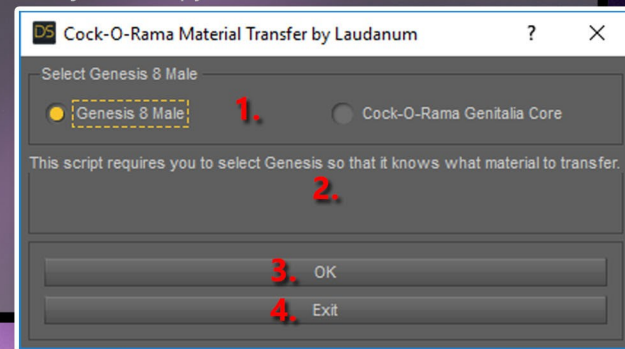 DS Cock-O-Rama Material Transfer by Laudanum ? X
Select Genesis 8 Male
Genesis 8 Male 1. Cock-O-Rama Genitalia Core
This script requires you to select Genesis so that it knows what material to transfer.
2.
3. OK
4. Exit